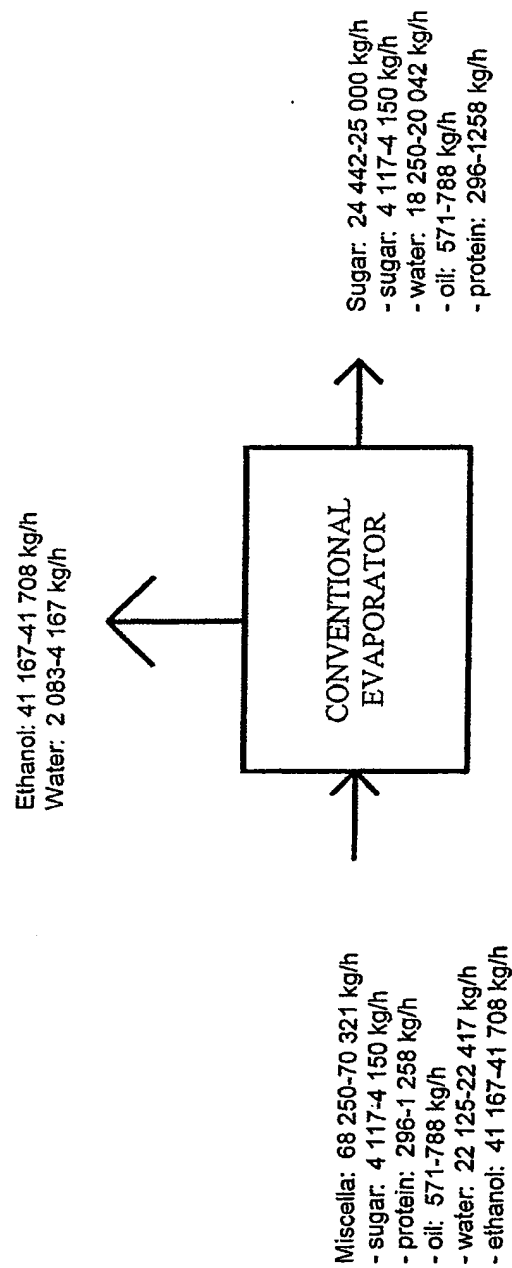 Ethanol: 41 167-41 708 kg/h
Water: 2 083-4 167 kg/h
Miscella: 68 250-70 321 kg/h
- sugar: 4 117-4 150 kg/h
- protein: 296-1 258 kg/h
- oil: 571-788 kg/h
- water: 22 125-22 417 kg/h
- ethanol: 41 167-41 708 kg/h
CONVENTIONAL
EVAPORATOR
Sugar: 24 442-25 000 kg/h
- sugar: 4 117-4 150 kg/h
- water: 18 250-20 042 kg/h
- oil: 571-788 kg/h
- protein: 296-1258 kg/h